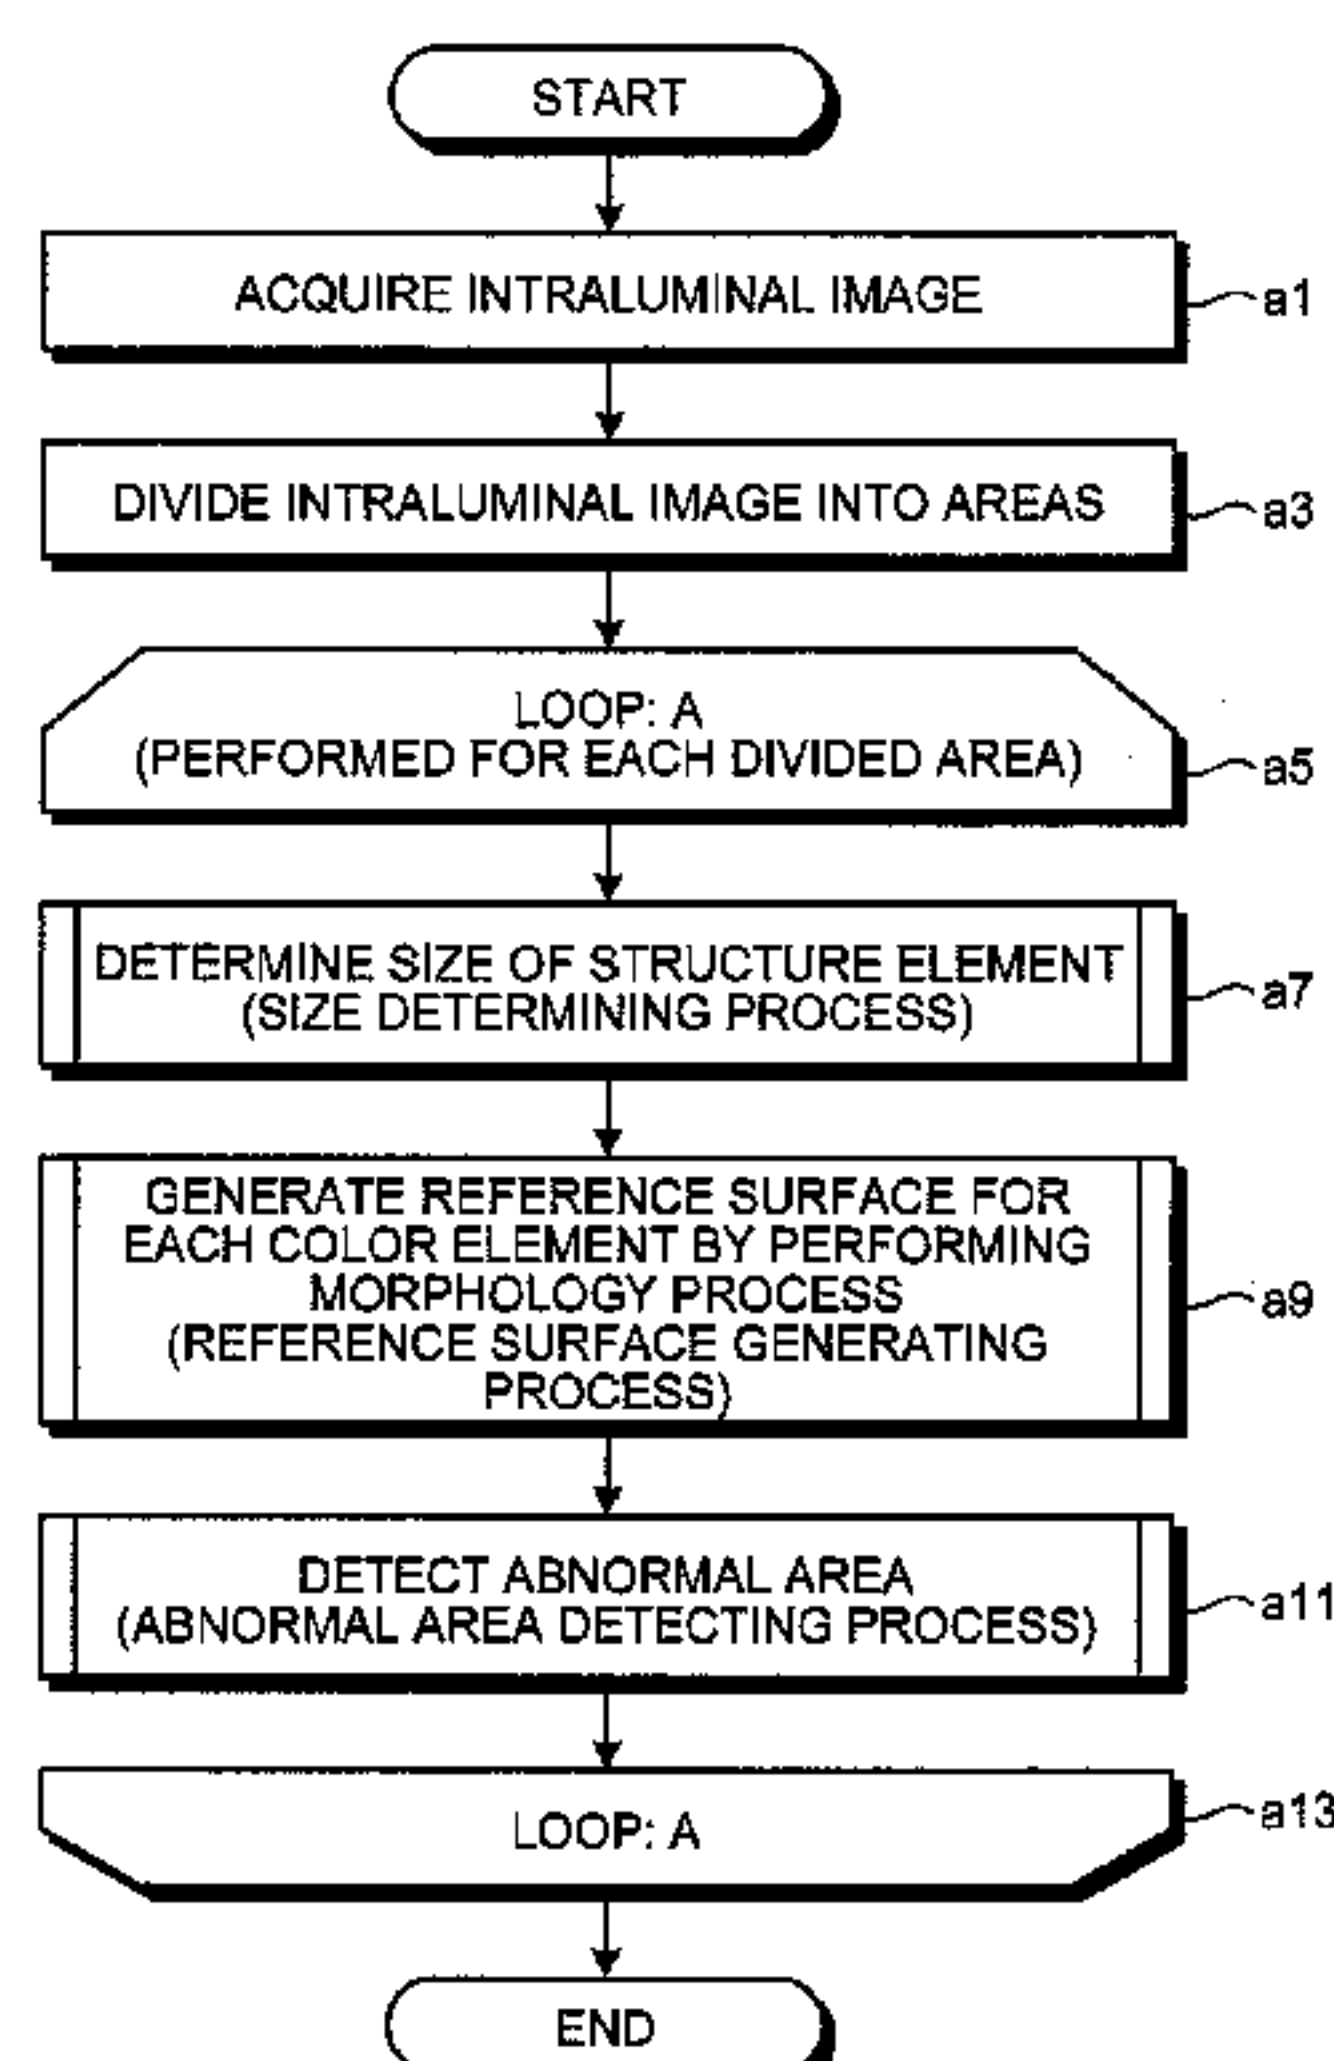 START
ACQUIRE INTRALUMINAL IMAGE
a1
DIVIDE INTRALUMINAL IMAGE INTO AREAS
a3
LOOP: A
(PERFORMED FOR EACH DIVIDED AREA)
a5
DETERMINE SIZE OF STRUCTURE ELEMENT
(SIZE DETERMINING PROCESS)
a7
GENERATE REFERENCE SURFACE FOR
EACH COLOR ELEMENT BY PERFORMING
MORPHOLOGY PROCESS
(REFERENCE SURFACE GENERATING
PROCESS)
a9
DETECT ABNORMAL AREA
(ABNORMAL AREA DETECTING PROCESS)
a11
LOOP: A
a13
END